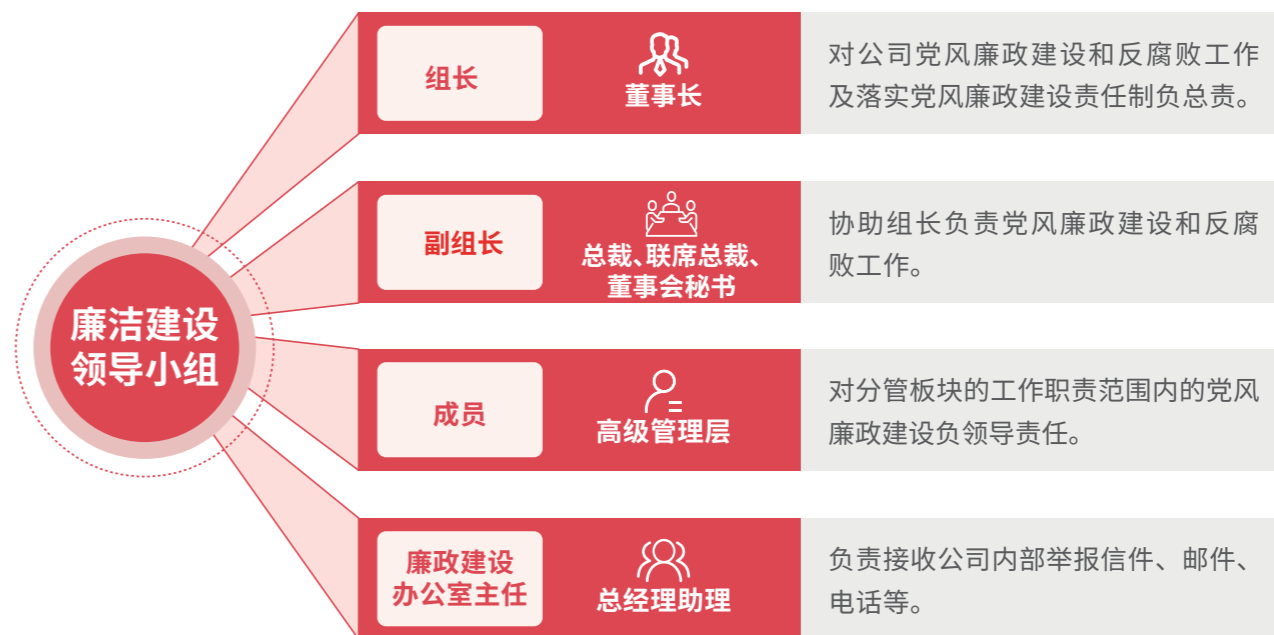 廉洁建设
领导小组
组长
董事长
对公司党风廉政建设和反腐败工作
及落实党风廉政建设责任制负总责。
副组长
总裁、联席总裁、
董事会秘书
协助组长负责党风廉政建设和反腐
败工作。
成员
高级管理层
对分管板块的工作职责范围内的党风
廉政建设负领导责任。
廉政建设
办公室主任
总经理助理
负责接收公司内部举报信件、邮件、
电话等。